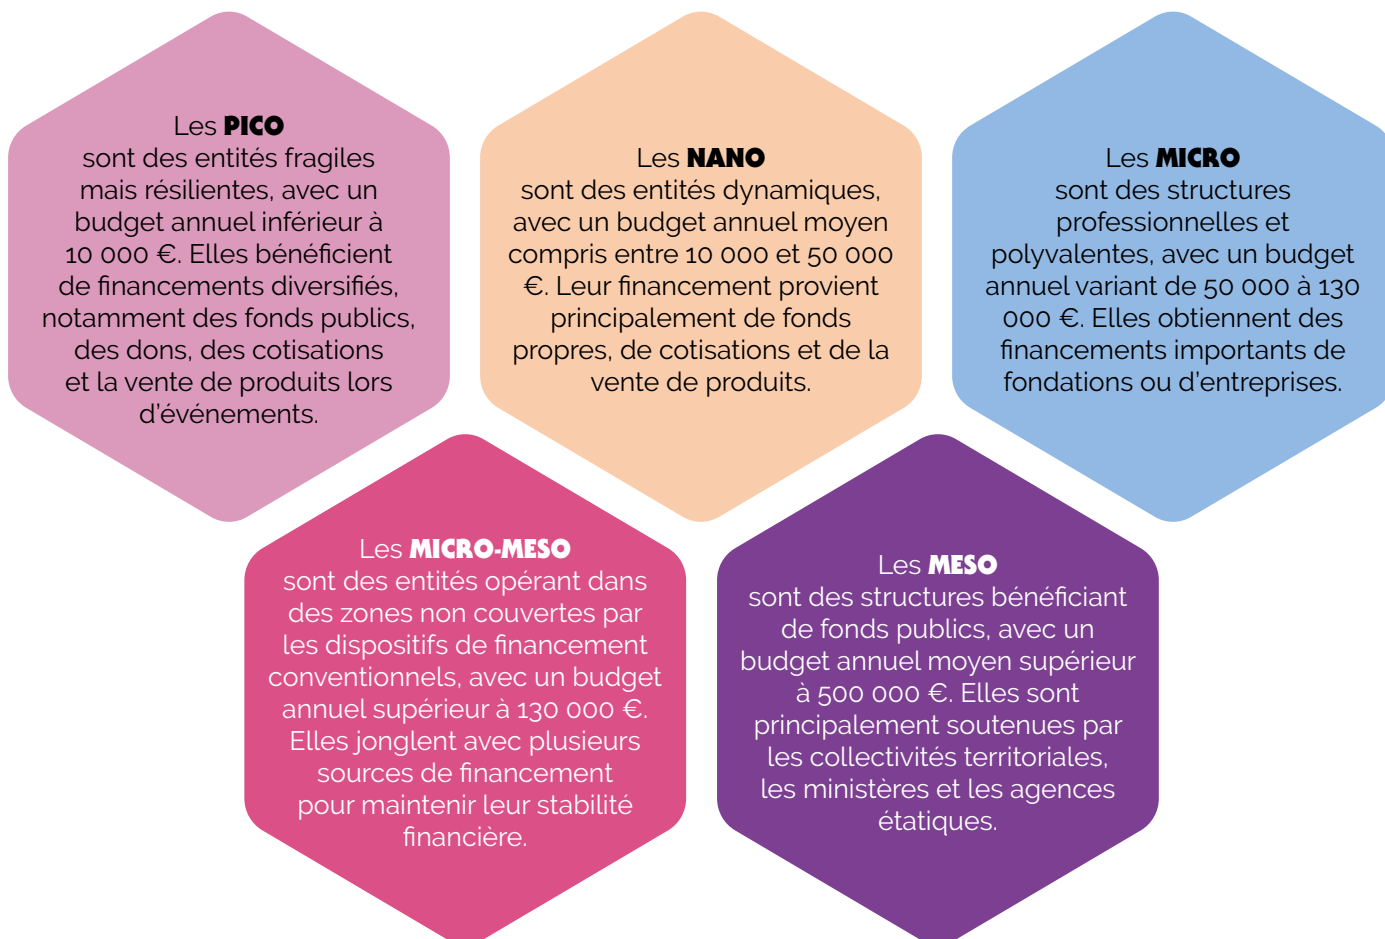 Les PICO
sont des entités fragiles
mais résilientes, avec un
budget annuel inférieur à
10 000 €. Elles bénéficient
de financements diversifiés,
notamment des fonds publics,
des dons, des cotisations
et la vente de produits lors
d'événements.
Les NANO
sont des entités dynamiques,
avec un budget annuel moyen
compris entre 10 000 et 50 000
€. Leur financement provient
principalement de fonds
propres, de cotisations et de la
vente de produits.
Les MICRO
sont des structures
professionnelles et
polyvalentes, avec un budget
annuel variant de 50 000 à 130
000 €. Elles obtiennent des
financements importants de
fondations ou d'entreprises.
Les MICRO-MESO
sont des entités opérant dans
des zones non couvertes par
les dispositifs de financement
conventionnels, avec un budget
annuel supérieur à 130 000 €.
Elles jonglent avec plusieurs
sources de financement
pour maintenir leur stabilité
financière.
Les MESO
sont des structures bénéficiant
de fonds publics, avec un
budget annuel moyen supérieur
à 500 000 €. Elles sont
principalement soutenues par
les collectivités territoriales,
les ministères et les agences
étatiques.